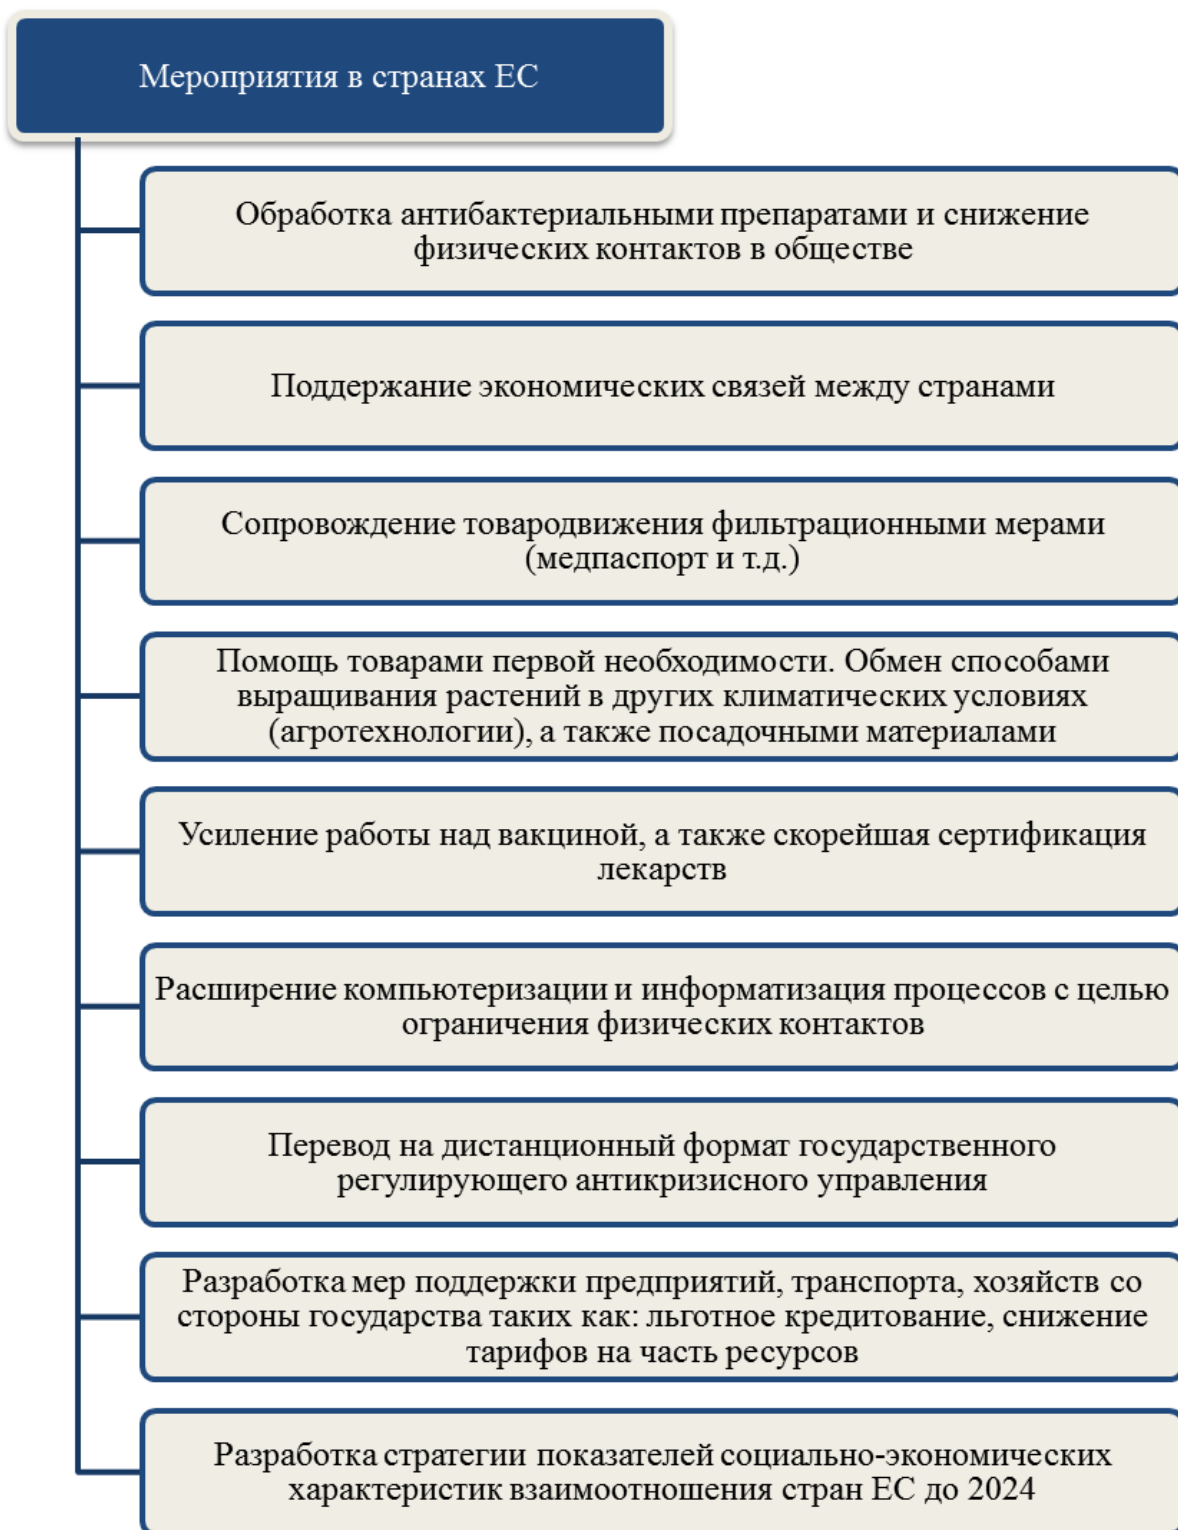 Мероприятия в странах ЕС
Обработка антибактериальными препаратами и снижение
физических контактов в обществе
Поддержание экономических связей между странами
Сопровождение товародвижения фильтрационными мерами
(медпаспорт и т.д.)
Помощь товарами первой необходимости. Обмен способами
выращивания растений в других климатических условиях
(агротехнологии), а также посадочными материалами
Усиление работы над вакциной, а также скорейшая сертификация
лекарств
Расширение компьютеризации и информатизация процессов с целью
ограничения физических контактов
Перевод на дистанционный формат государственного
регулирующего антикризисного управления
Разработка мер поддержки предприятий, транспорта, хозяйств со
стороны государства таких как: льготное кредитование, снижение
тарифов на часть ресурсов
Разработка стратегии показателей социально-экономических
характеристик взаимоотношения стран ЕС до 2024